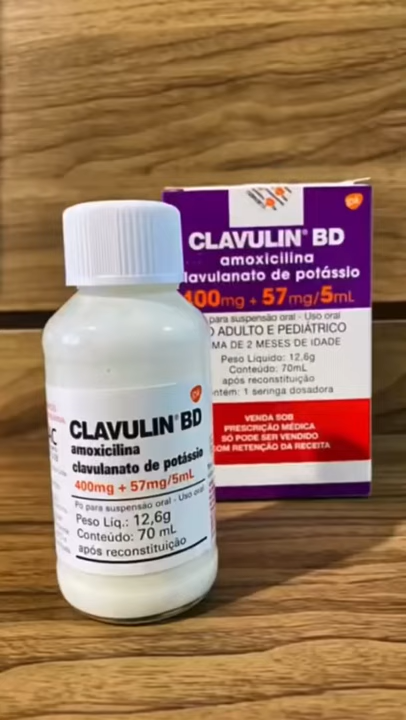 CLAVULIN® BD
amoxicilina
clavulanato de potássio
400mg + 57mg/5mL
Pó para suspensão oral - Uso oral
Peso Líq.: 12,6g
Conteúdo: 70 mL
após reconstituição
CLAVULIN® BD
amoxicilina
lavulanato de potássio
400mg + 57mg/5mL
para suspensão oral - Uso oral
O ADULTO E PEDIÁTRICO
MA DE 2 MESES DE IDADE
Peso Líquido: 12,6g
Conteúdo: 70mL
após reconstituição
ntém: 1 seringa dosadora
VENDA SOB
PRESCRIÇÃO MÉDICA
SÓ PODE SER VENDIDO
COM RETENÇÃO DA RECEITA